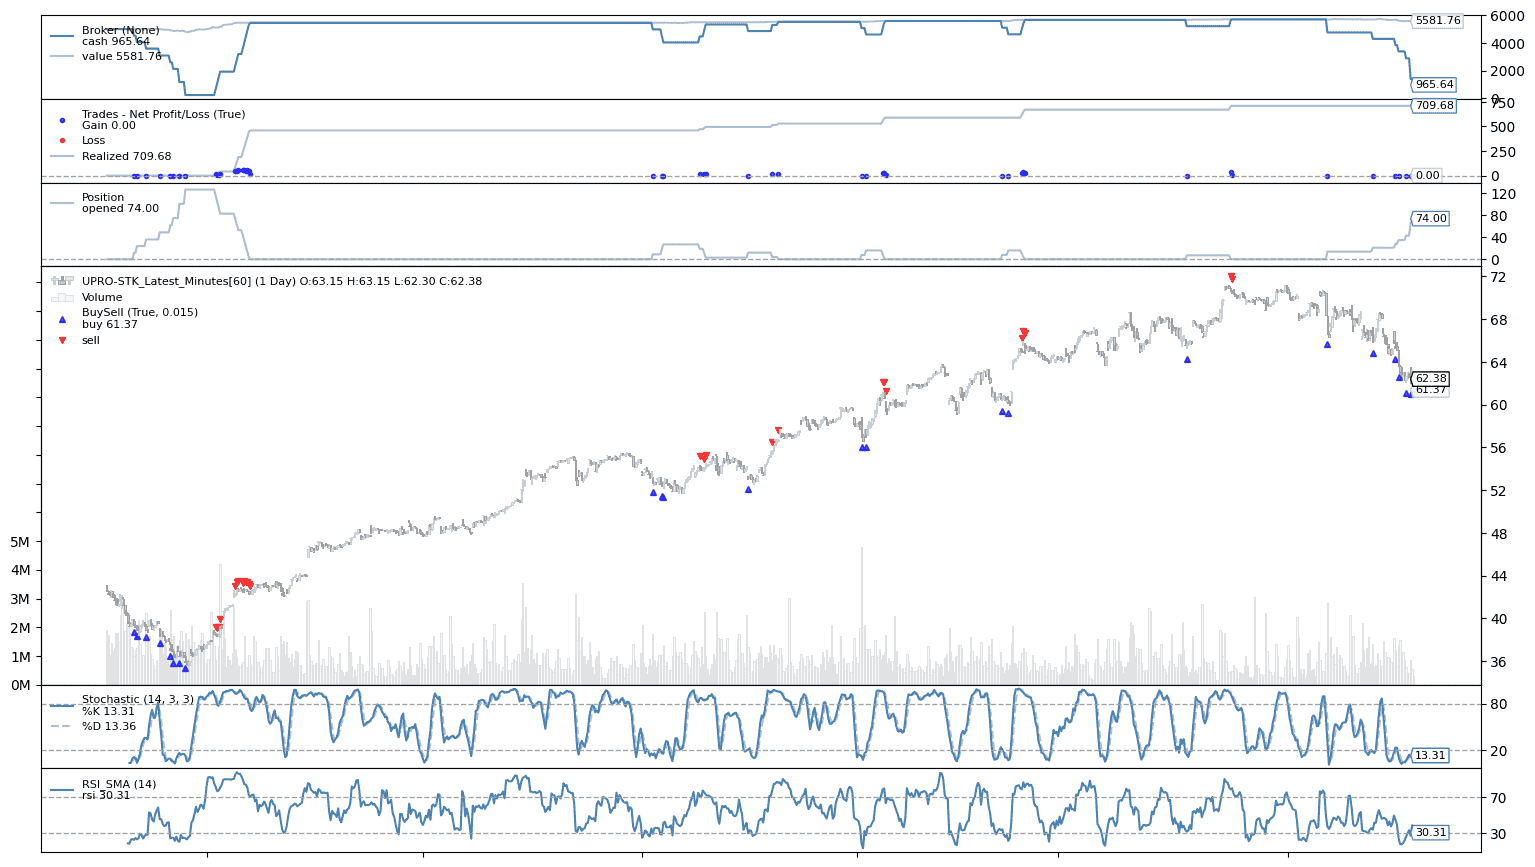 Broker (None)
cash 965.64
value 5581.76
6000
5581.76
4000
2000
965.64
0
Trades - Net Profit/Loss (True)
Gain 0.00
Loss
Realized 709.68
750
709.68
500
250
0.00
0
Position
opened 74.00
120
80
74.00
40
0
UPRO-STK_Latest_Minutes[60] (1 Day) O:63.15 H:63.15 L:62.30 C:62.38
Volume
BuySell (True, 0.015)
buy 61.37
sell
72
68
64
62.38
61.37
60
56
52
48
44
40
36
5M
4M
3M
2M
1M
0M
Stochastic (14, 3, 3)
%K 13.31
%D 13.36
80
20
13.31
RSI_SMA (14)
rsi 30.31
70
30
30.31